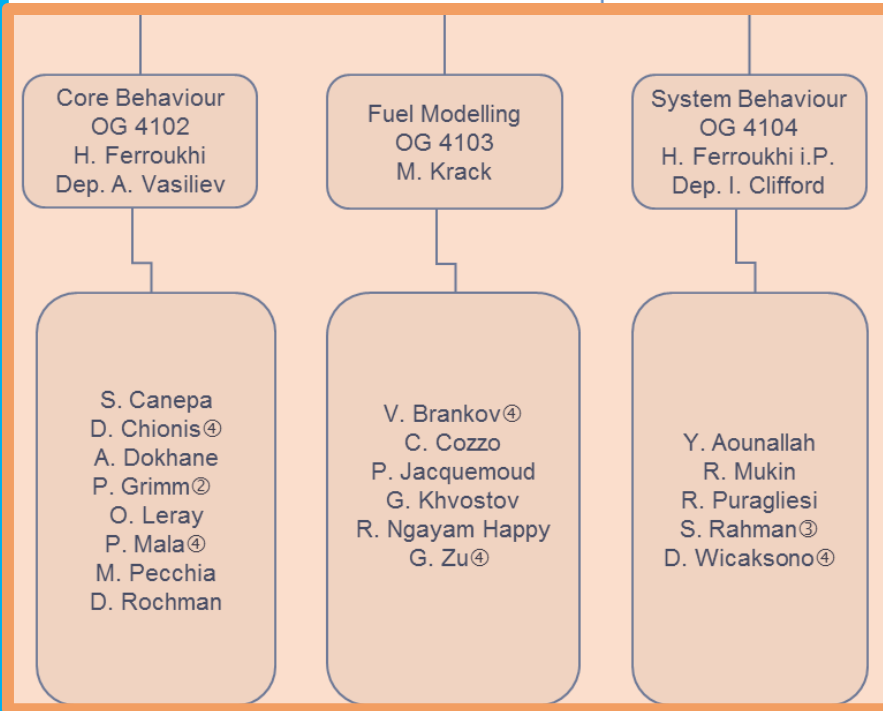 Core Behaviour
OG 4102
H. Ferroukhi
Dep. A. Vasiliev
Fuel Modelling
OG 4103
M. Krack
System Behaviour
OG 4104
H. Ferroukhi i.P.
Dep. I. Clifford
S. Canepa
D. Chionis④
A. Dokhane
P. Grimm②
O. Leray
P. Mala④
M. Pecchia
D. Rochman
V. Brankov④
C. Cozzo
P. Jacquemoud
G. Khvostov
R. Ngayam Happy
G. Zu④
Y. Aounallah
R. Mukin
R. Puragliesi
S. Rahman③
D. Wicaksono④